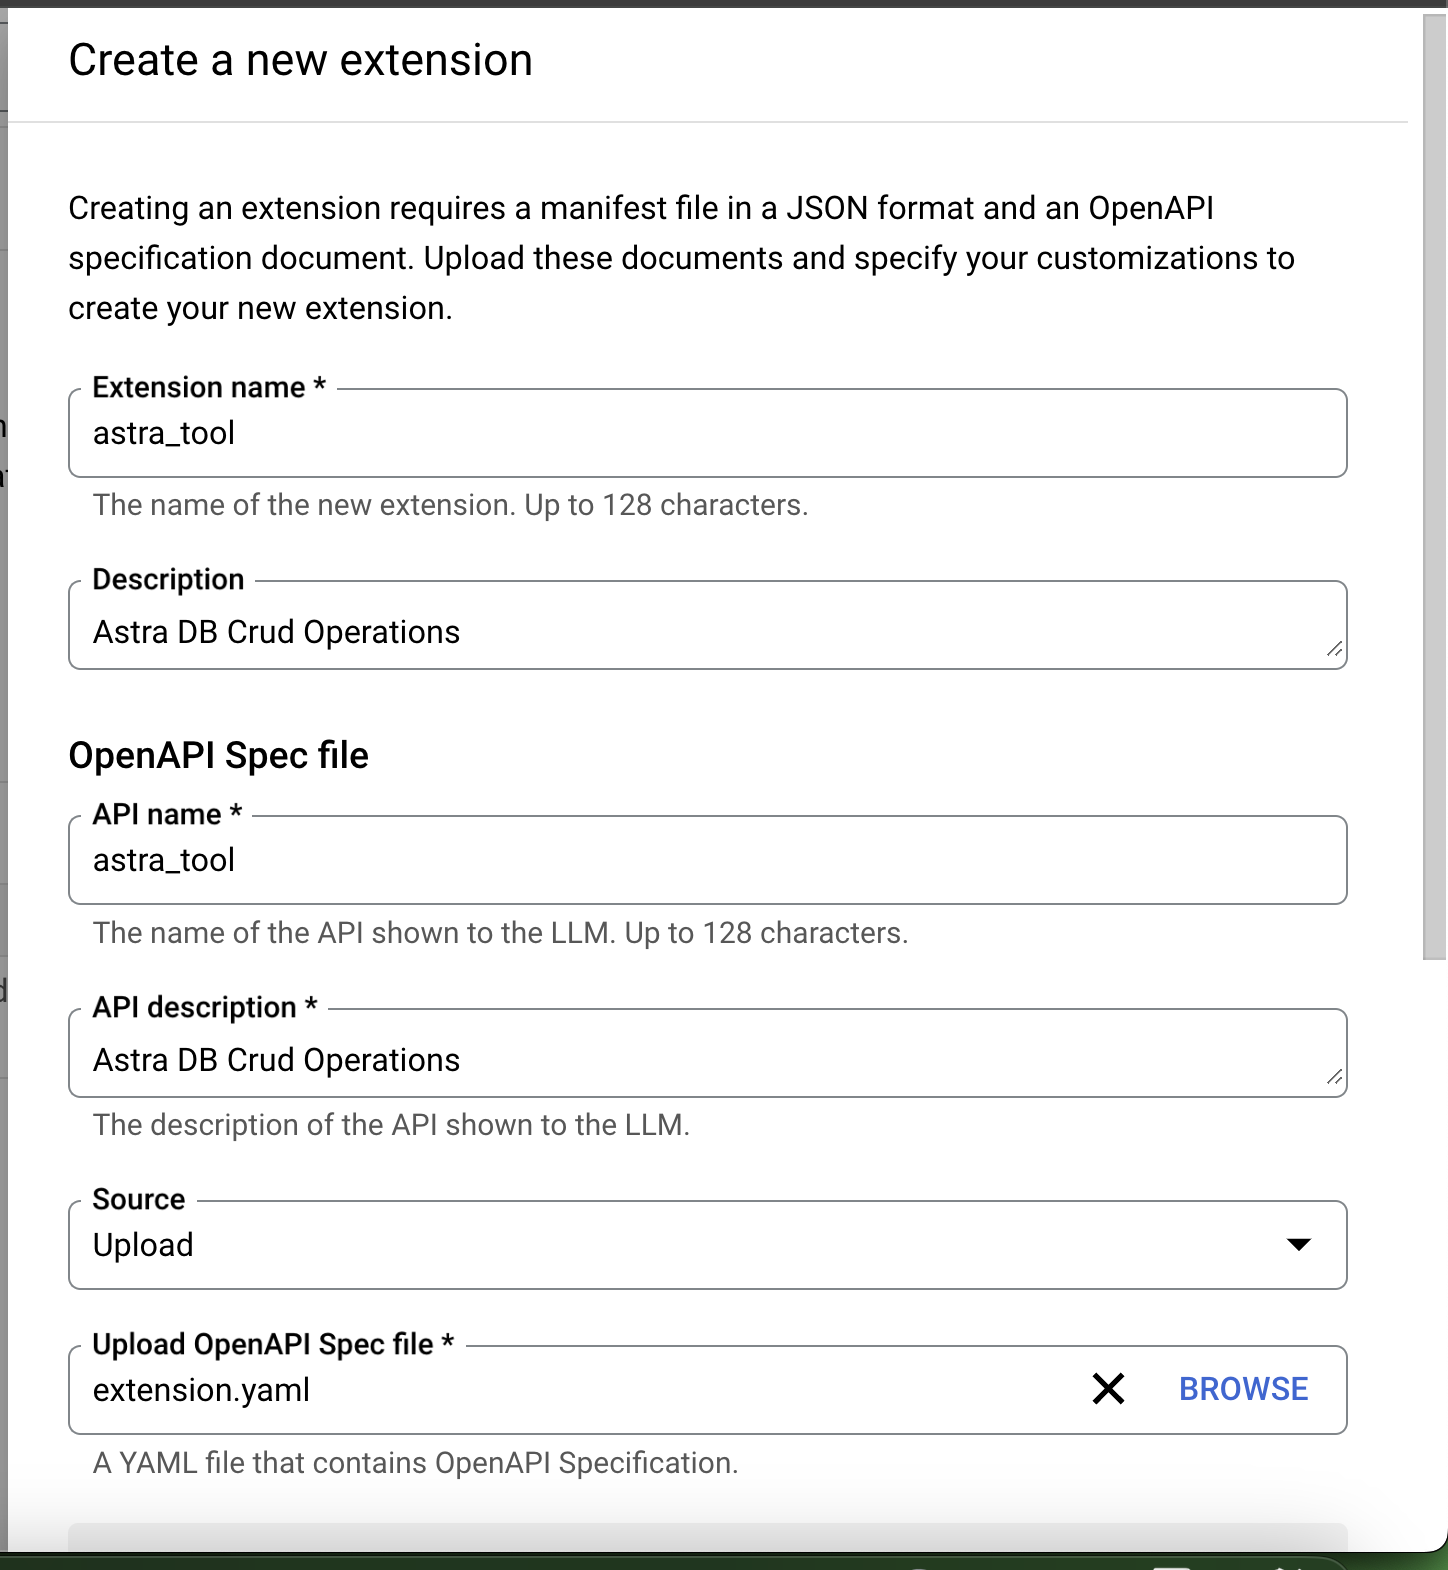 Create a new extension
Creating an extension requires a manifest file in a JSON format and an OpenAPI
specification document. Upload these documents and specify your customizations to
create your new extension.
Extension name *
astra_tool
The name of the new extension. Up to 128 characters.
Description
Astra DB Crud Operations
OpenAPI Spec file
API name *
astra_tool
The name of the API shown to the LLM. Up to 128 characters.
API description *
Astra DB Crud Operations
The description of the API shown to the LLM.
Source
Upload
Upload OpenAPI Spec file *
extension.yaml
BROWSE
A YAML file that contains OpenAPI Specification.